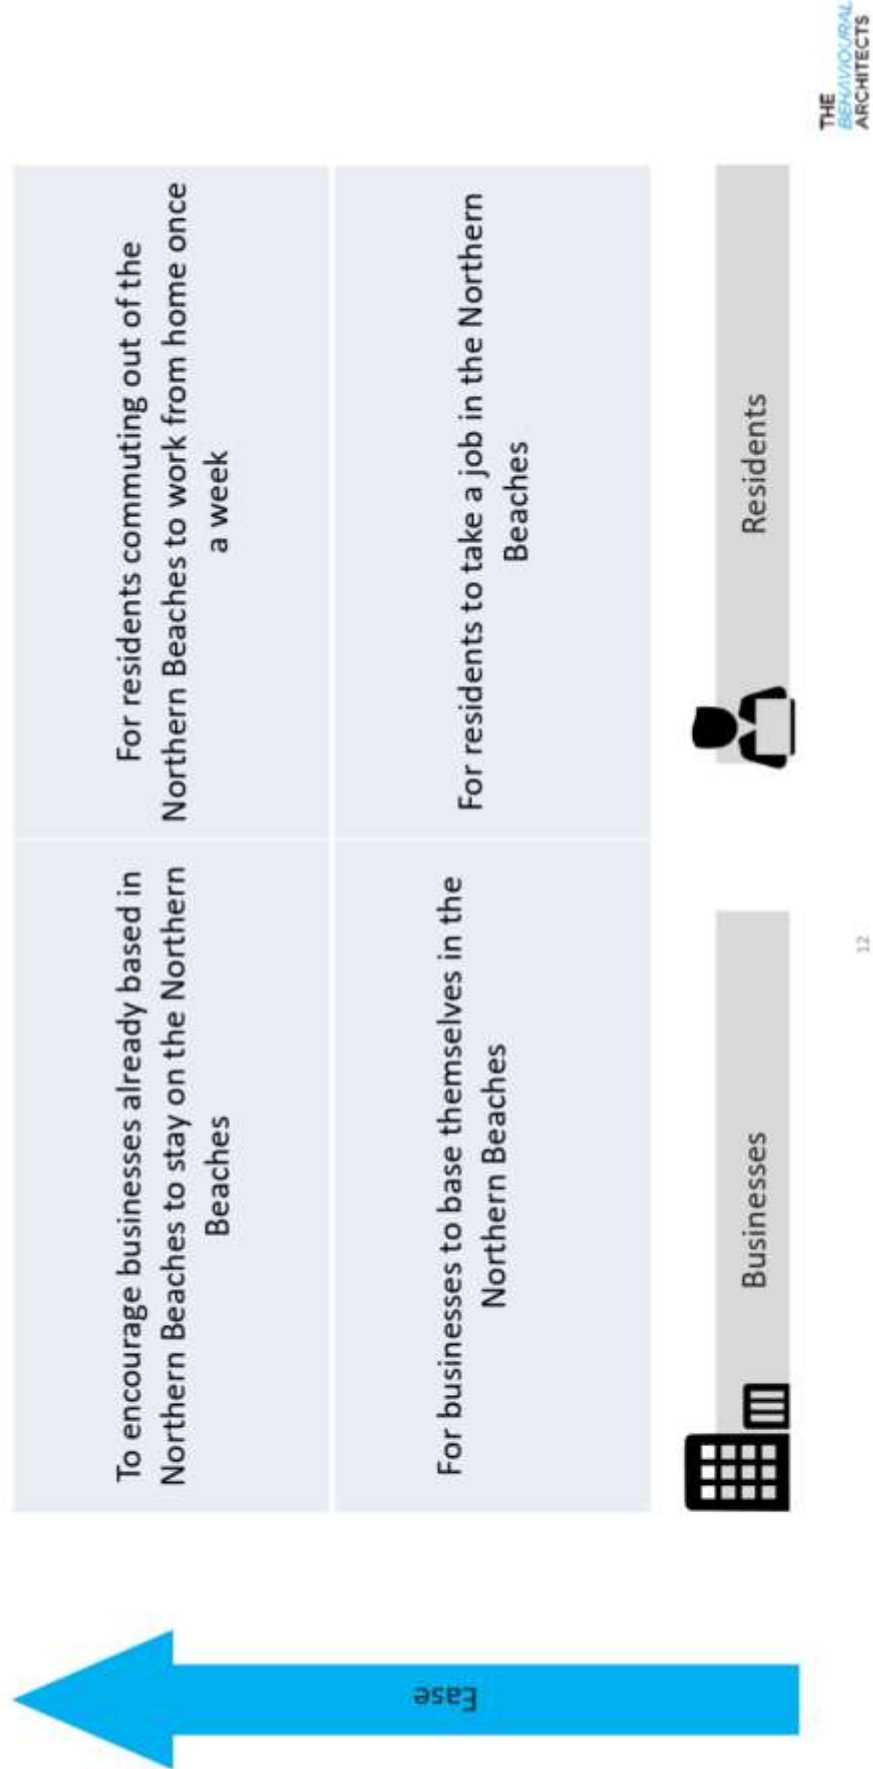 To encourage businesses already based in
Northern Beaches to stay on the Northern
Beaches
For residents commuting out of the
Northern Beaches to work from home once
a week
For businesses to base themselves in the
Northern Beaches
For residents to take a job in the Northern
Beaches
Ease
Businesses
Residents
12
THE
BEHAVIOURAL
ARCHITECTS